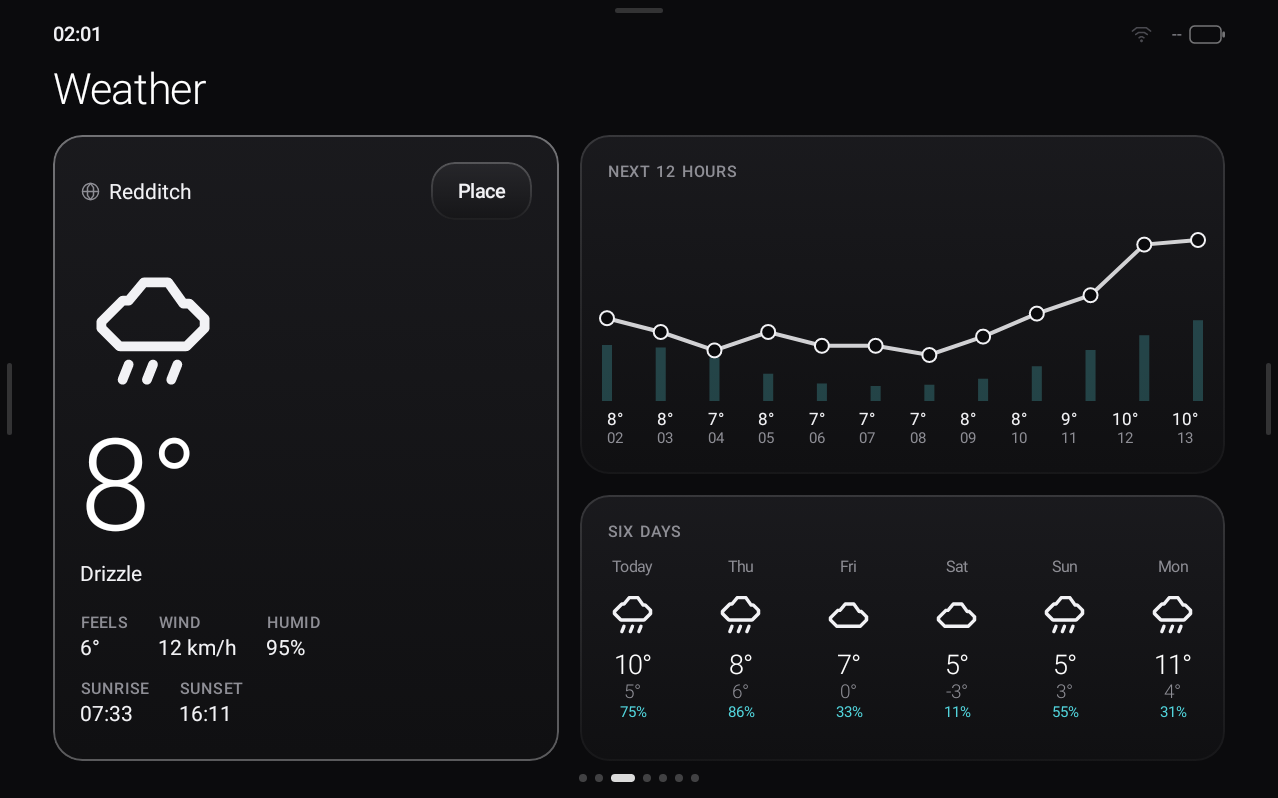 02:01
--
Weather
Redditch
Place
8°
Drizzle
FEELS WIND HUMID
6° 12 km/h 95%
SUNRISE SUNSET
07:33 16:11
NEXT 12 HOURS
8° 8° 7° 8° 7° 7° 7° 8° 8° 9° 10° 10°
02 03 04 05 06 07 08 09 10 11 12 13
SIX DAYS
Today Thu Fri Sat Sun Mon
10° 8° 7° 5° 5° 11°
5° 6° 0° -3° 3° 4°
75% 86% 33% 11% 55% 31%